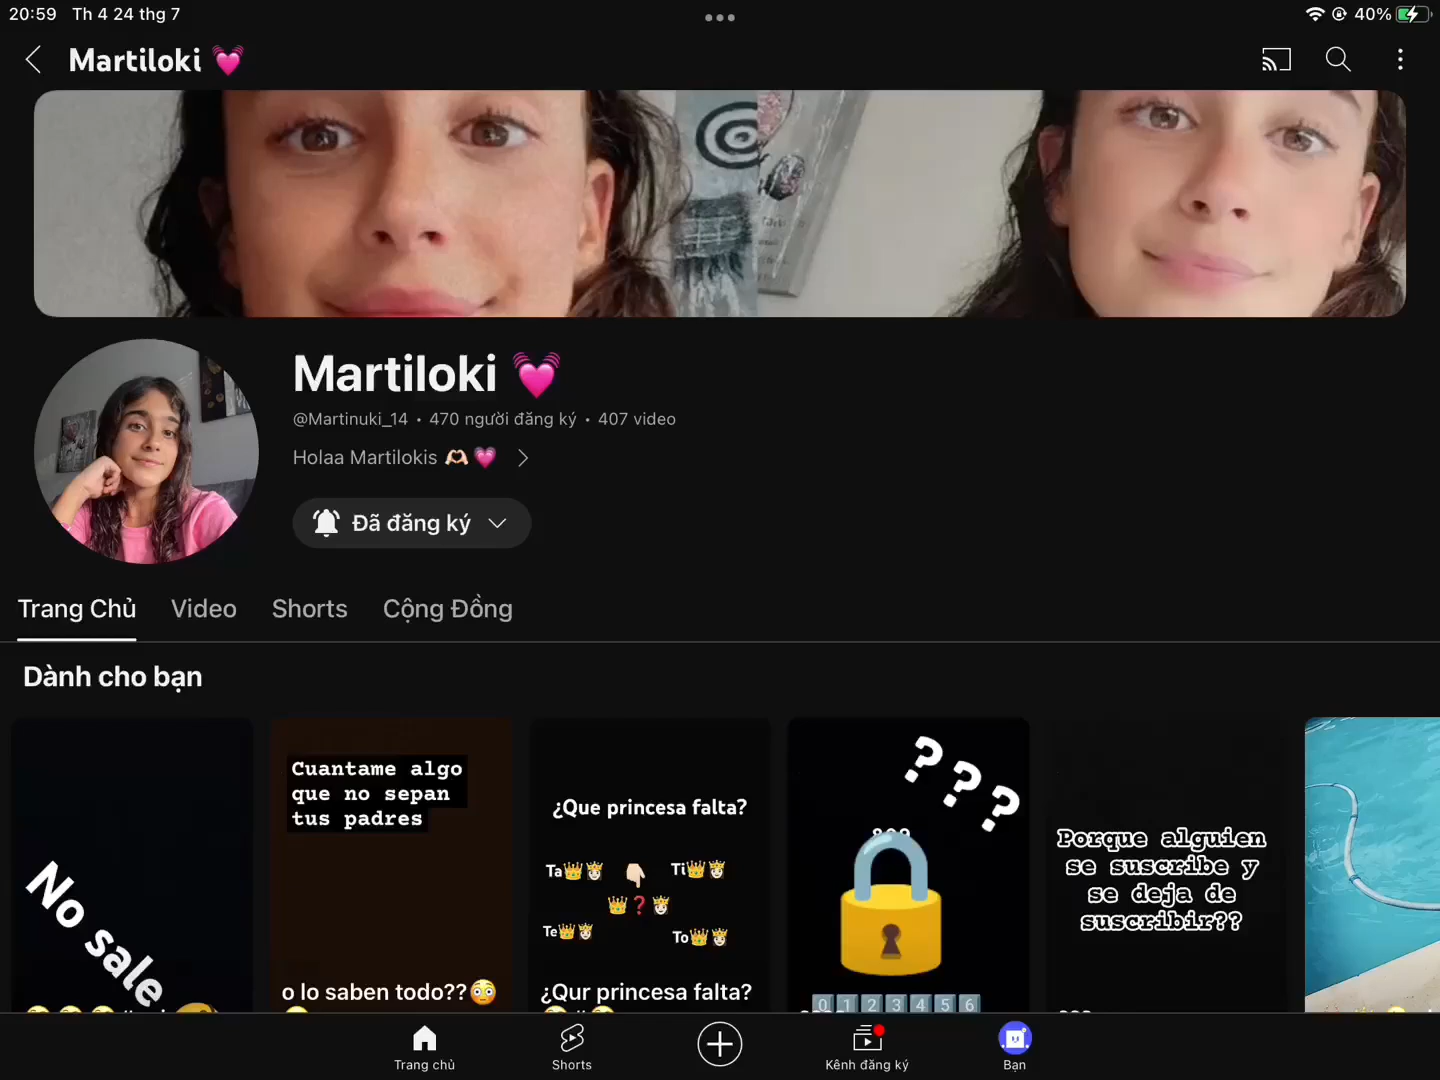 20:59 Th 4 24 thg 7
40%
Martiloki 💓
Martiloki 💓
@Martinuki_14 • 470 người đăng ký • 407 video
Holaa Martilokis 🫶🏻💗
Đã đăng ký
Trang Chủ Video Shorts Cộng Đồng
Dành cho bạn
No sale
Cuantame algo
que no sepan
tus padres
o lo saben todo??😳
¿Que princesa falta?
Ta👑👸🏻 👇🏻 Ti👑👸🏻
👑❓👸🏻
Te👑👸🏻 To👑👸🏻
¿Qur princesa falta?
???
0 1 2 3 4 5 6
Porque alguien
se suscribe y
se deja de
suscribir??
Trang chủ
Shorts
Kênh đăng ký
Bạn